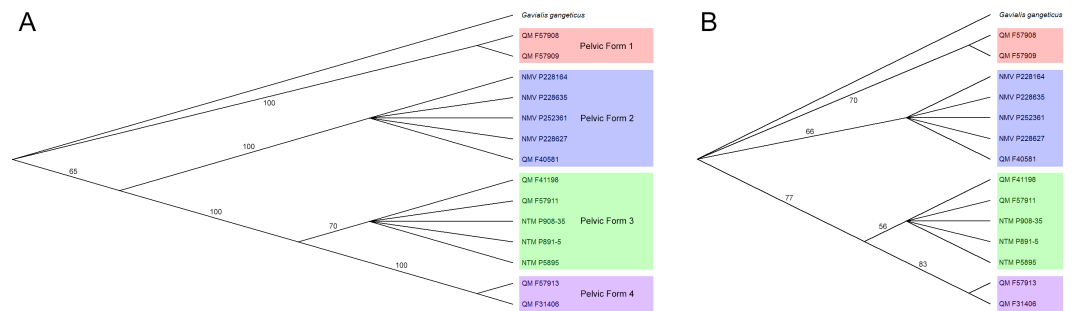 A
Gavialis gangeticus
QM F57908
Pelvic Form 1
QM F57909
100
NMV P228164
NMV P228635
NMV P252361
Pelvic Form 2
NMV P228627
QM F40581
100
65
QM F41198
QM F57911
NTM P908-35
Pelvic Form 3
NTM P891-5
NTM P5895
100
70
100
QM F57913
Pelvic Form 4
QM F31406
B
Gavialis gangeticus
QM F57908
QM F57909
70
NMV P228164
NMV P228635
NMV P252361
NMV P228627
QM F40581
66
QM F41198
QM F57911
NTM P908-35
NTM P891-5
NTM P5895
77
56
83
QM F57913
QM F31406